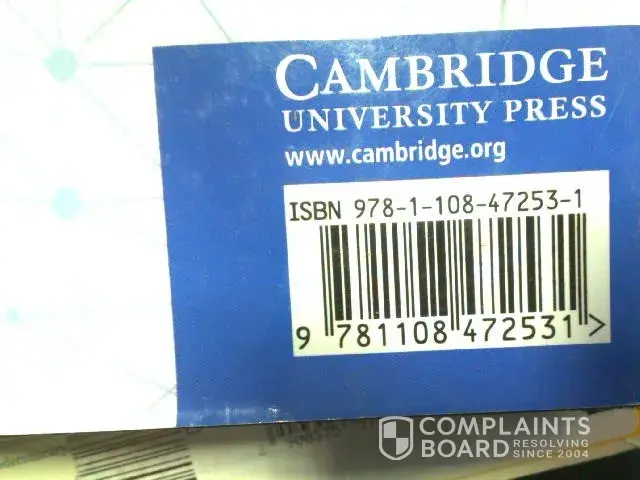 CAMBRIDGE
UNIVERSITY PRESS
www.cambridge.org
ISBN 978-1-108-47253-1
9 781108 472531 >
COMPLAINTS
BOARD RESOLVING
SINCE 2004